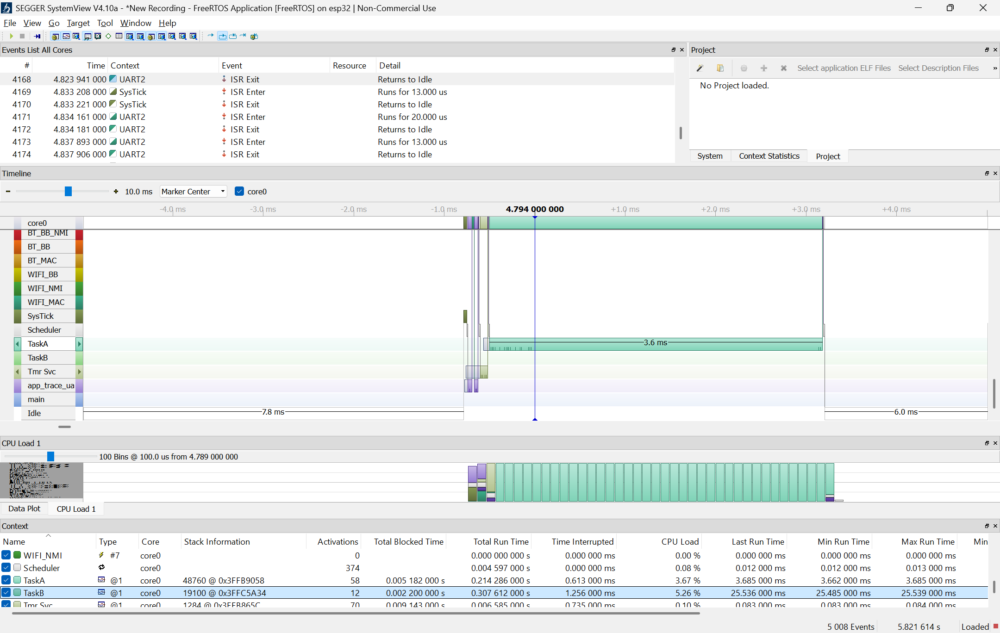 SEGGER SystemView V4.10a - *New Recording - FreeRTOS Application [FreeRTOS] on esp32 | Non-Commercial Use
File View Go Target Tool Window Help
Events List All Cores
# Time Context Event Resource Detail
4168 4.823 941 000 UART2 ISR Exit Returns to Idle
4169 4.833 208 000 SysTick ISR Enter Runs for 13.000 us
4170 4.833 221 000 SysTick ISR Exit Returns to Idle
4171 4.834 161 000 UART2 ISR Enter Runs for 20.000 us
4172 4.834 181 000 UART2 ISR Exit Returns to Idle
4173 4.837 893 000 UART2 ISR Enter Runs for 13.000 us
4174 4.837 906 000 UART2 ISR Exit Returns to Idle
Project
Select application ELF Files Select Description Files »
No Project loaded.
System Context Statistics Project
Timeline
10.0 ms Marker Center core0
-4.0 ms -3.0 ms -2.0 ms -1.0 ms 4.794 000 000 +1.0 ms +2.0 ms +3.0 ms +4.0 ms
core0
BT_BB_NMI
BT_BB
BT_MAC
WIFI_BB
WIFI_NMI
WIFI_MAC
SysTick
Scheduler
TaskA 3.6 ms
TaskB
Tmr Svc
app_trace_ua
main
Idle 7.8 ms 6.0 ms
CPU Load 1
100 Bins @ 100.0 us from 4.789 000 000
Data Plot CPU Load 1
Context
Name Type Core Stack Information Activations Total Blocked Time Total Run Time Time Interrupted CPU Load Last Run Time Min Run Time Max Run Time Min
WIFI_NMI #7 core0 0 0.000 000 000 s 0.000 000 ms 0.00 % 0.000 000 ms 0.000 000 ms 0.000 000 ms
Scheduler core0 374 0.004 597 000 s 0.000 000 ms 0.08 % 0.012 000 ms 0.012 000 ms 0.013 000 ms
TaskA @1 core0 48760 @ 0x3FFB9058 58 0.005 182 000 s 0.214 286 000 s 0.613 000 ms 3.67 % 3.685 000 ms 3.662 000 ms 3.685 000 ms
TaskB @1 core0 19100 @ 0x3FFC5A34 12 0.002 200 000 s 0.307 612 000 s 1.256 000 ms 5.26 % 25.536 000 ms 25.485 000 ms 25.539 000 ms
Tmr Svc @1 core0 1284 @ 0x3FFB865C 70 0.009 143 000 s 0.006 585 000 s 0.735 000 ms 0.10 % 0.083 000 ms 0.083 000 ms 0.084 000 ms
5 008 Events 5.821 614 s Loaded